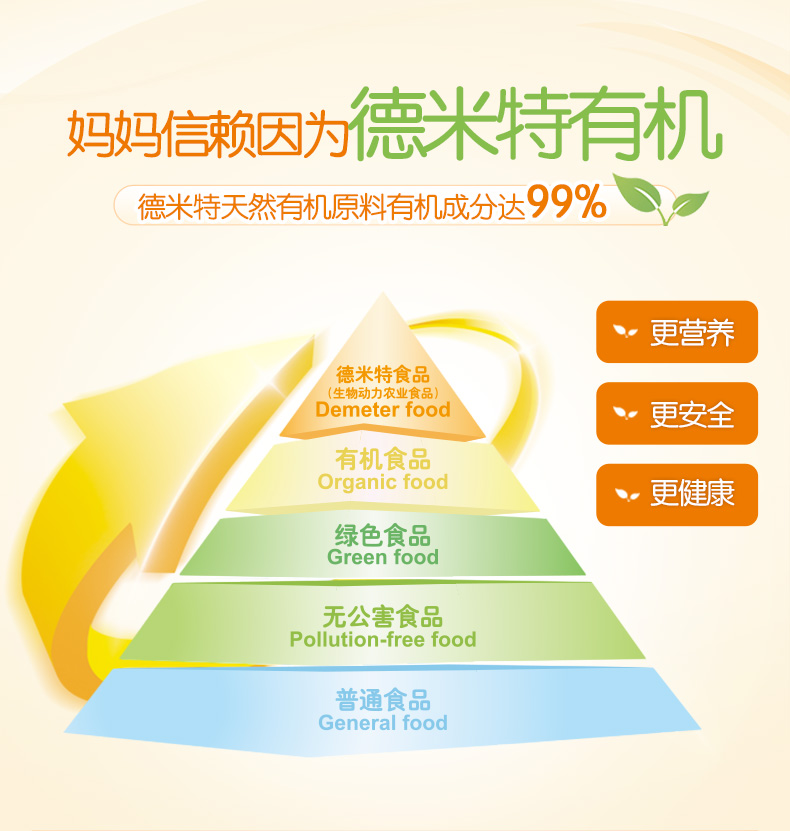 妈妈信赖因为德米特有机
德米特天然有机原料有机成分达99%
更营养
更安全
更健康
德米特食品
(生物动力农业食品)
Demeter food
有机食品
Organic food
绿色食品
Green food
无公害食品
Pollution-free food
普通食品
General food